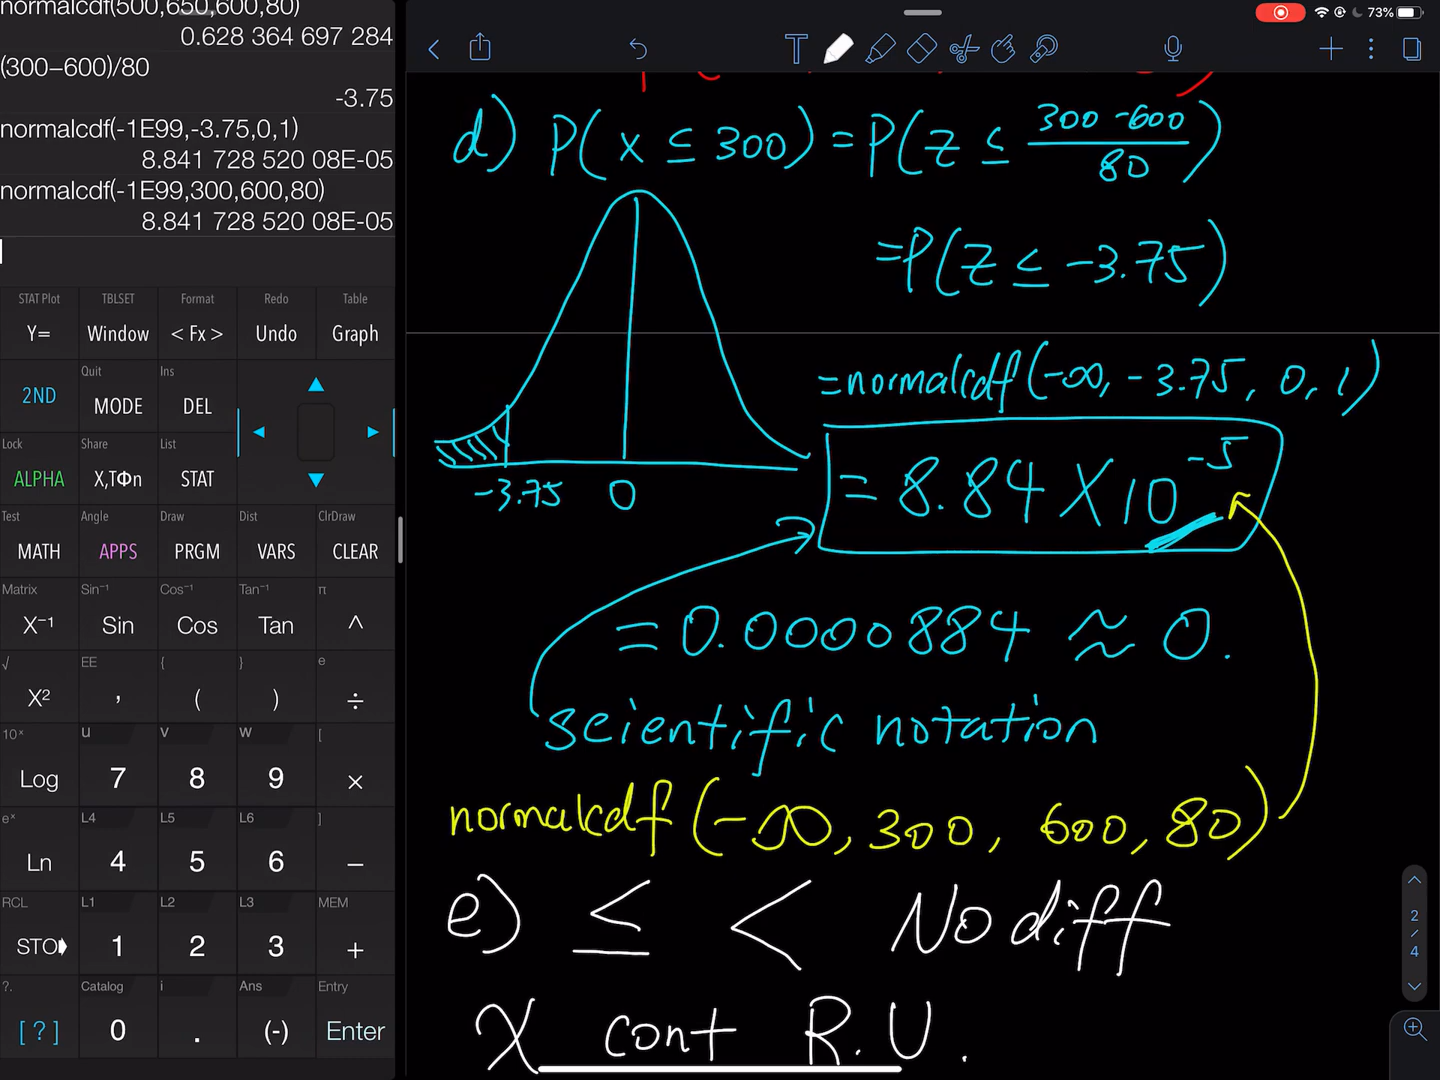 normalcdf(500,650,600,80)
0.628 364 697 284
(300–600)/80
-3.75
normalcdf(-1E99,-3.75,0,1)
8.841 728 520 08E-05
normalcdf(-1E99,300,600,80)
8.841 728 520 08E-05
STAT Plot TBLSET Format Redo Table
Y= Window < Fx > Undo Graph
Quit Ins
2ND MODE DEL
Lock Share List
ALPHA X,TΦn STAT
Test Angle Draw Dist ClrDraw
MATH APPS PRGM VARS CLEAR
Matrix Sin⁻¹ Cos⁻¹ Tan⁻¹ π
X⁻¹ Sin Cos Tan ^
√ EE { } e
X² , ( ) ÷
10ˣ u v w [
Log 7 8 9 ×
eˣ L4 L5 L6 ]
Ln 4 5 6 −
RCL L1 L2 L3 MEM
STO 1 2 3 +
?. Catalog i Ans Entry
[ ? ] 0 . (-) Enter
73%
T
d) P(x ≤ 300) = P(z ≤ (300-600)/80)
=P(z ≤ -3.75)
=normalcdf(-∞, -3.75, 0, 1)
= 8.84 X 10⁻⁵
-3.75 0
= 0.0000884 ≈ 0.
scientific notation
normalcdf(-∞, 300, 600, 80)
e) ≤ < No diff
X cont R.V.
2
/
4